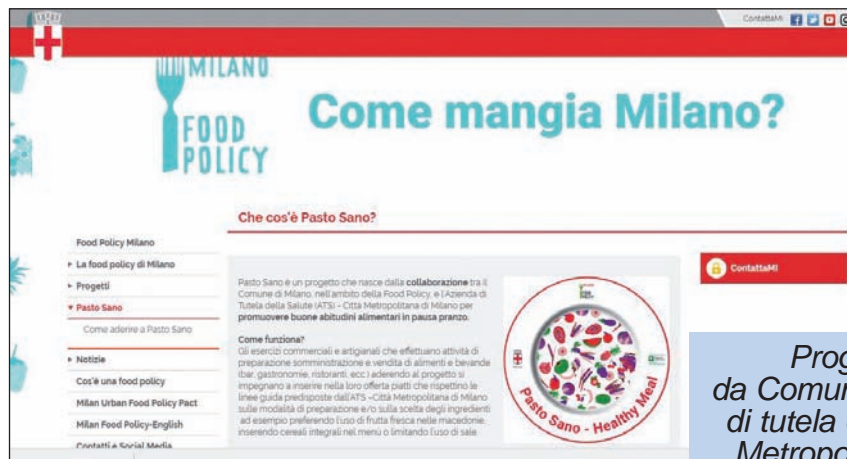 ContattaMI
MILANO
FOOD
POLICY
Come mangia Milano?
Che cos'è Pasto Sano?
Food Policy Milano
La food policy di Milano
Progetti
Pasto Sano
Come aderire a Pasto Sano
Notizie
Cos'è una food policy
Milan Urban Food Policy Pact
Milan Food Policy-English
Contatti e Social Media
Pasto Sano è un progetto che nasce dalla collaborazione tra il
Comune di Milano, nell'ambito della Food Policy, e l'Azienda di
Tutela della Salute (ATS) - Città Metropolitana di Milano per
promuovere buone abitudini alimentari in pausa pranzo.
Come funziona?
Gli esercizi commerciali e artigianali che effettuano attività di
preparazione somministrazione e vendita di alimenti e bevande
(bar, gastronomie, ristoranti, ecc.) aderendo al progetto si
impegnano a inserire nella loro offerta piatti che rispettino le
linee guida predisposte dall'ATS -Città Metropolitana di Milano
sulle modalità di preparazione e/o sulla scelta degli ingredienti
ad esempio preferendo l'uso di frutta fresca nelle macedonie,
inserendo cereali integrali nel menù o limitando l'uso di sale.
Pasto Sano - Healthy Meal
ContattaMI
Prog
da Comun
di tutela
Metropo